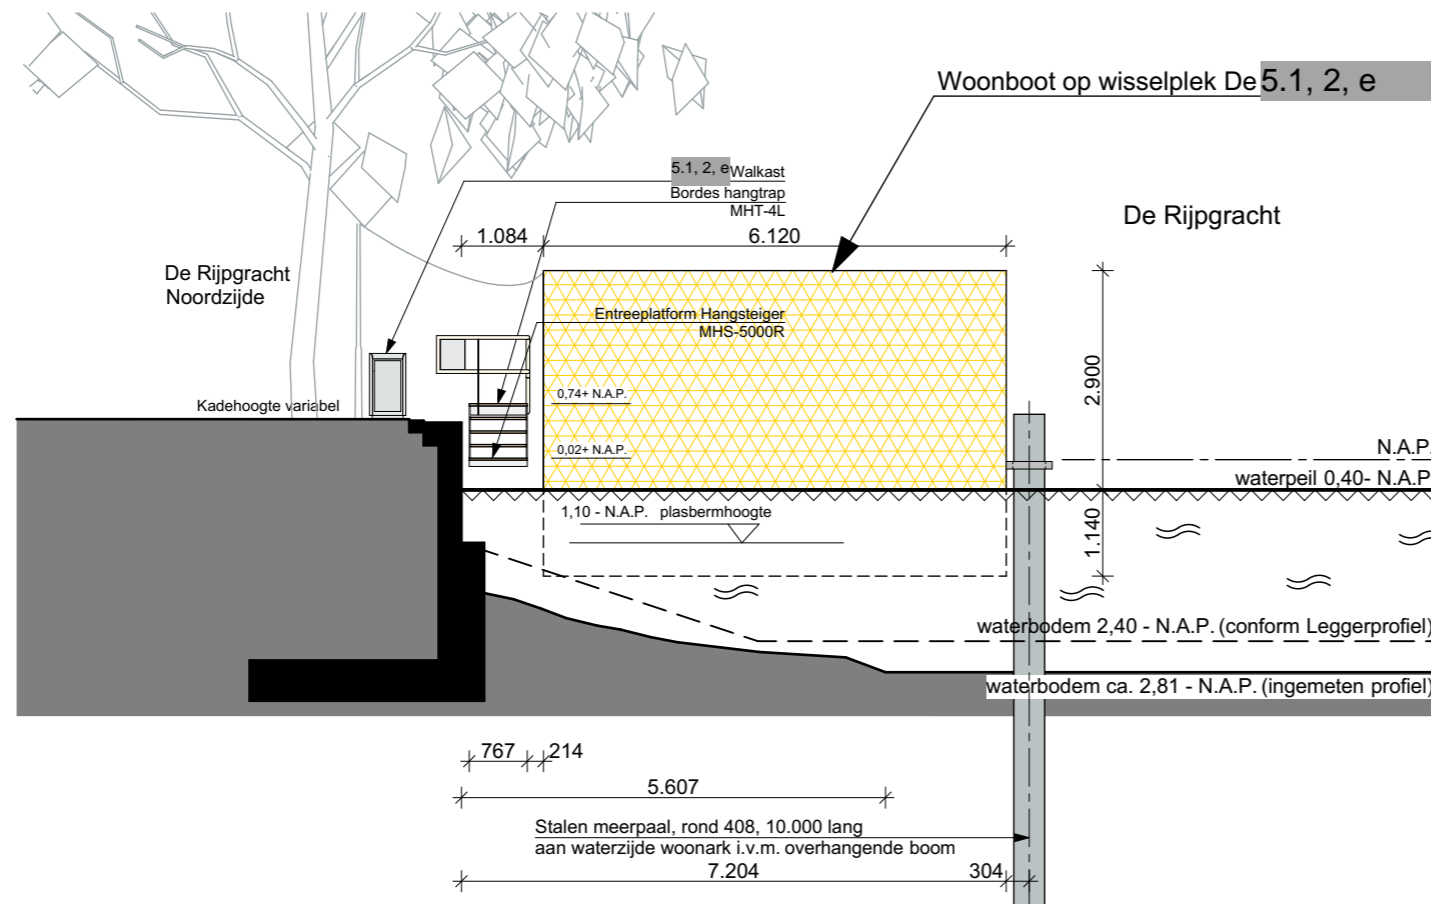 Woonboot op wisselplek De 5.1, 2, e
5.1, 2, e Walkast
Bordes hangtrap
MHT-4L
De Rijpgracht
1.084
6.120
De Rijpgracht
Noordzijde
Entreeplatform Hangsteiger
MHS-5000R
2.900
0,74+ N.A.P.
Kadehoogte variabel
0,02+ N.A.P.
N.A.P.
waterpeil 0,40- N.A.P
1,10 - N.A.P. plasbermhoogte
1.140
waterbodem 2,40 - N.A.P. (conform Leggerprofiel)
waterbodem ca. 2,81 - N.A.P. (ingemeten profiel)
767
214
5.607
Stalen meerpaal, rond 408, 10.000 lang
aan waterzijde woonark i.v.m. overhangende boom
7.204
304